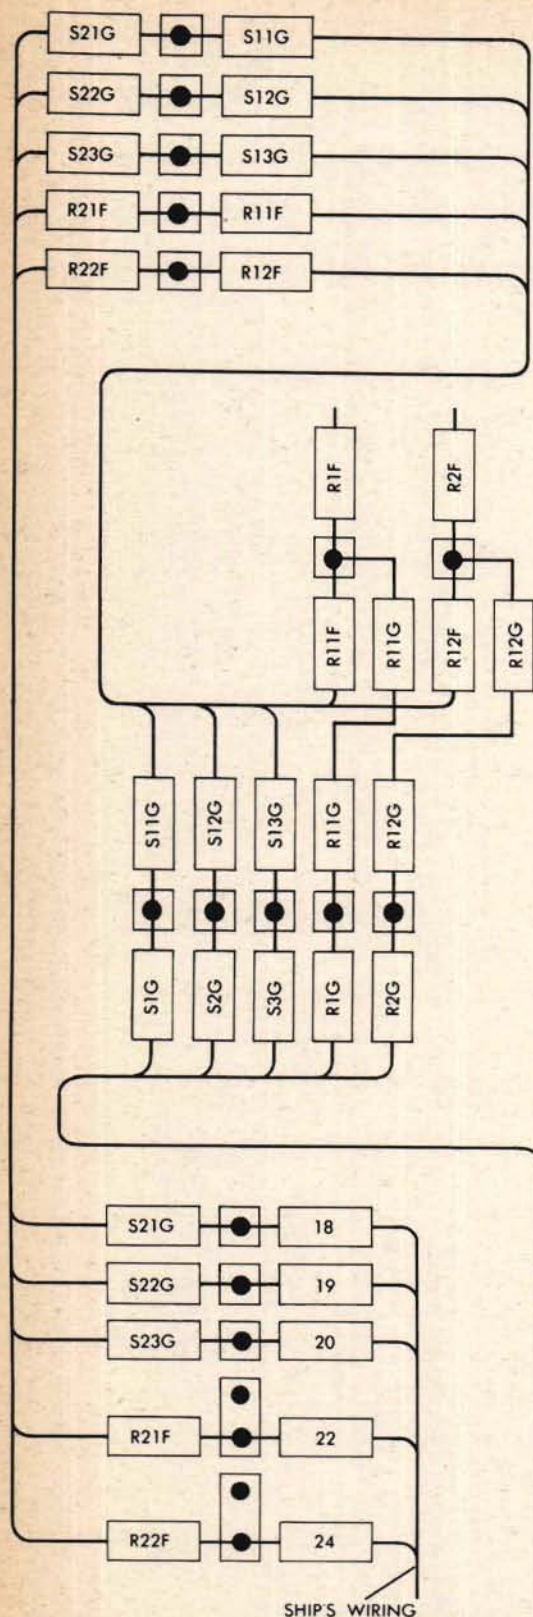 S21G S11G
S22G S12G
S23G S13G
R21F R11F
R22F R12F
R1F R2F
R11F R11G R12F R12G
S11G S12G S13G R11G R12G
S1G S2G S3G R1G R2G
S21G 18
S22G 19
S23G 20
R21F 22
R22F 24
SHIP'S WIRING